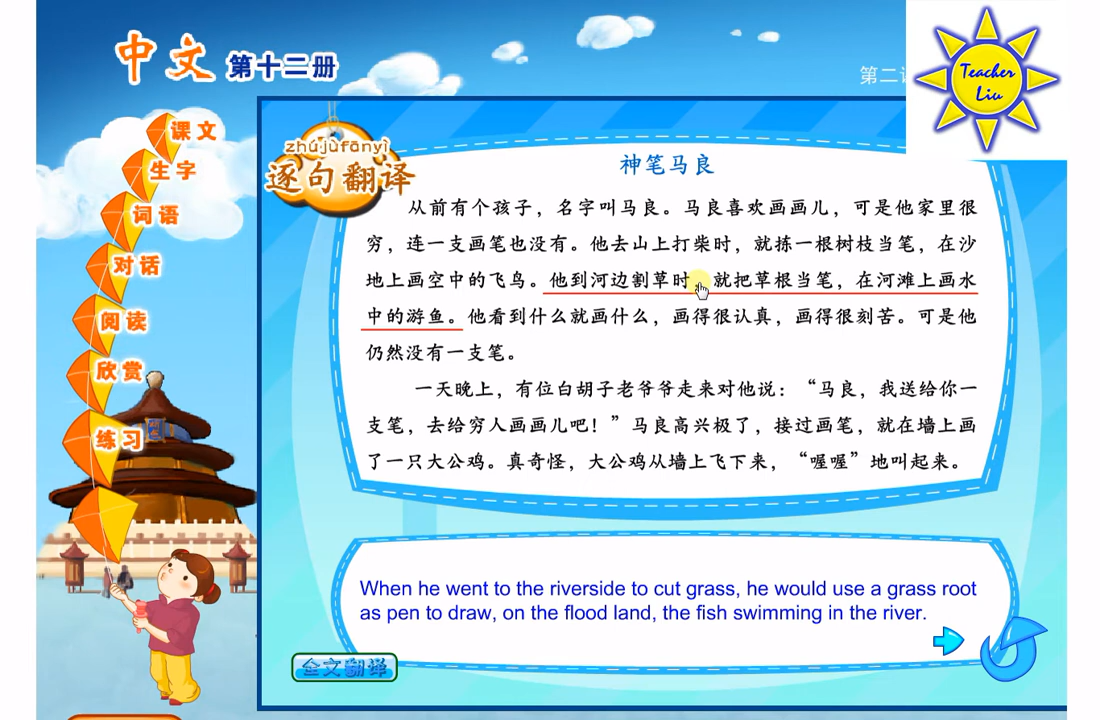 中文 第十二册
第二
Teacher
Liu
课文
生字
词语
对话
阅读
欣赏
练习
zhújùfānyì
逐句翻译
神笔马良
从前有个孩子，名字叫马良。马良喜欢画画儿，可是他家里很
穷，连一支画笔也没有。他去山上打柴时，就拣一根树枝当笔，在沙
地上画空中的飞鸟。他到河边割草时，就把草根当笔，在河滩上画水
中的游鱼。他看到什么就画什么，画得很认真，画得很刻苦。可是他
仍然没有一支笔。
一天晚上，有位白胡子老爷爷走来对他说：“马良，我送给你一
支笔，去给穷人画画儿吧！”马良高兴极了，接过画笔，就在墙上画
了一只大公鸡。真奇怪，大公鸡从墙上飞下来，“喔喔”地叫起来。
When he went to the riverside to cut grass, he would use a grass root
as pen to draw, on the flood land, the fish swimming in the river.
全文翻译